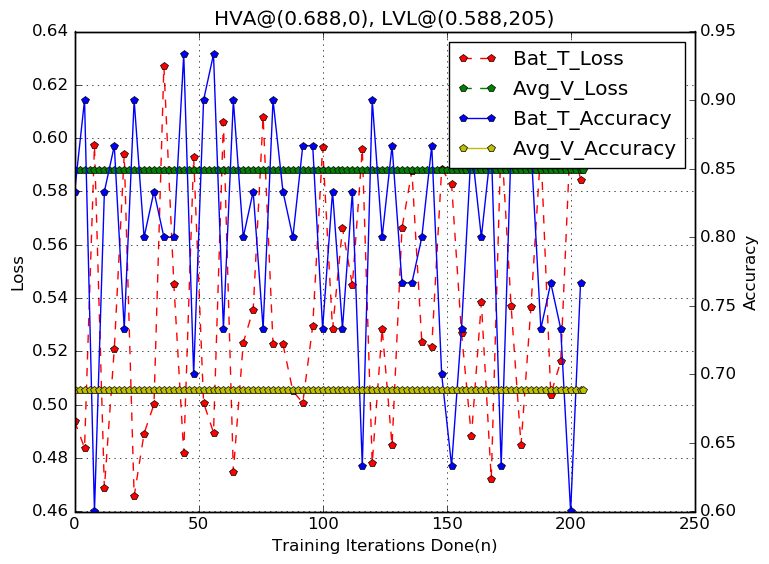 HVA@(0.688,0), LVL@(0.588,205)
0.64
0.62
0.60
0.58
0.56
0.54
0.52
0.50
0.48
0.46
Loss
0.95
0.90
0.85
0.80
0.75
0.70
0.65
0.60
Accuracy
Bat_T_Loss
Avg_V_Loss
Bat_T_Accuracy
Avg_V_Accuracy
0 50 100 150 200 250
Training Iterations Done(n)